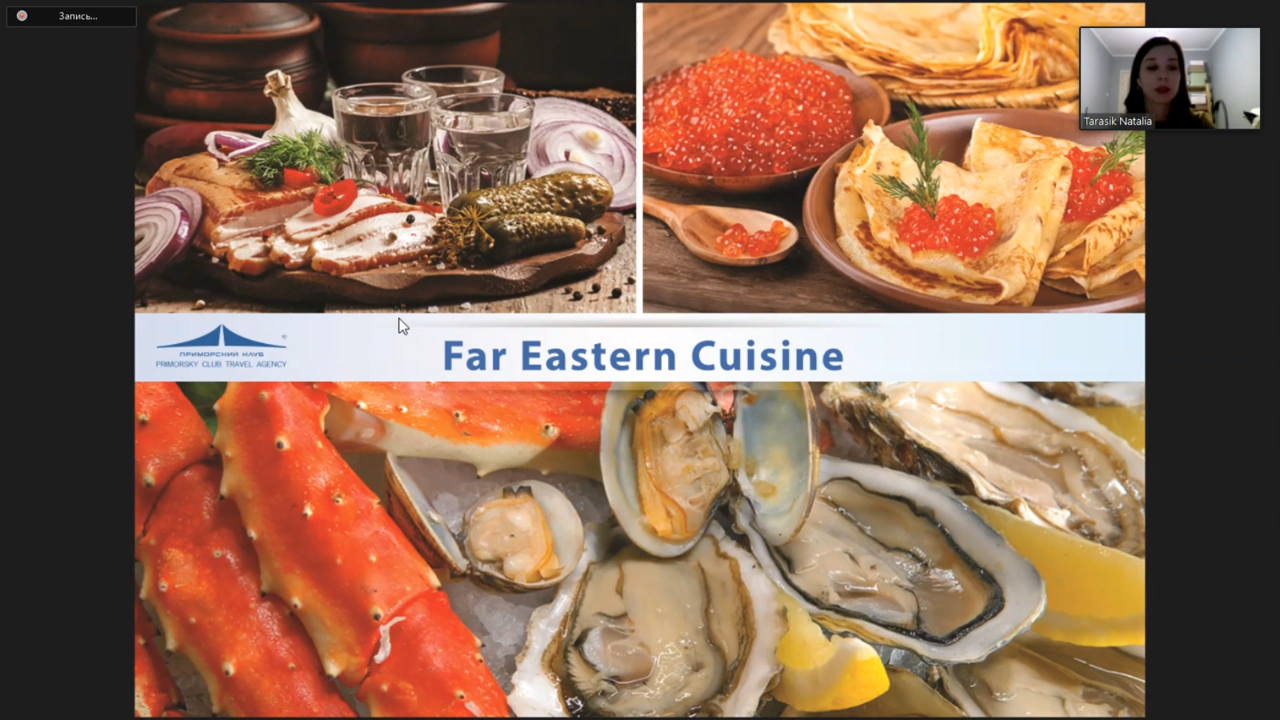 Запись...
Tarasik Natalia
ПРИМОРСКИЙ КЛУБ
PRIMORSKY CLUB TRAVEL AGENCY
Far Eastern Cuisine